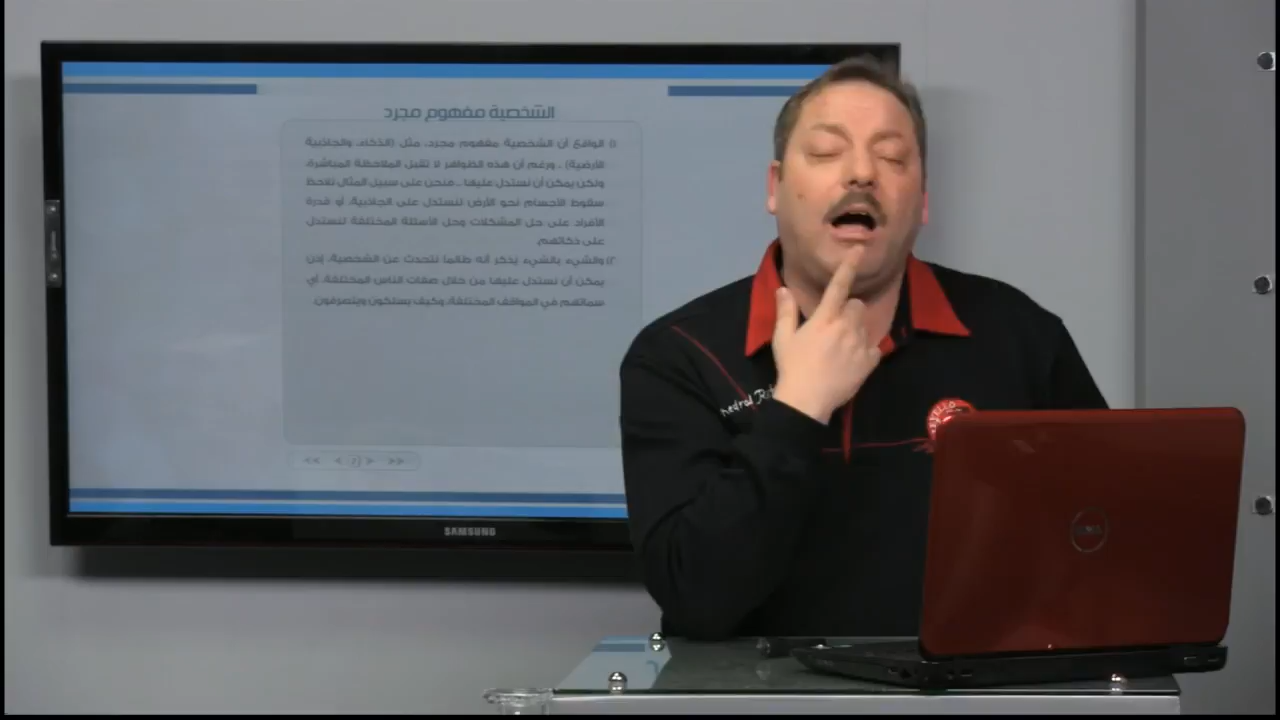 الشخصية مفهوم مجرد
١) الواقع أن الشخصية مفهوم مجرد، مثل (الذكاء، والجاذبية
الأرضية) .. ورغم أن هذه الظواهر لا تقبل الملاحظة المباشرة،
ولكن يمكن أن نستدل عليها .. فنحن على سبيل المثال نلاحظ
سقوط الأجسام نحو الأرض لنستدل على الجاذبية، أو قدرة
الأفراد على حل المشكلات وحل الأسئلة المختلفة لنستدل
على ذكائهم.
٢) والشيء بالشيء يُذكر أنه طالما نتحدث عن الشخصية، إذن
يمكن أن نستدل عليها من خلال صفات الناس المختلفة، أي
سماتهم في المواقف المختلفة، وكيف يسلكون ويتصرفون.
SAMSUNG
DELL